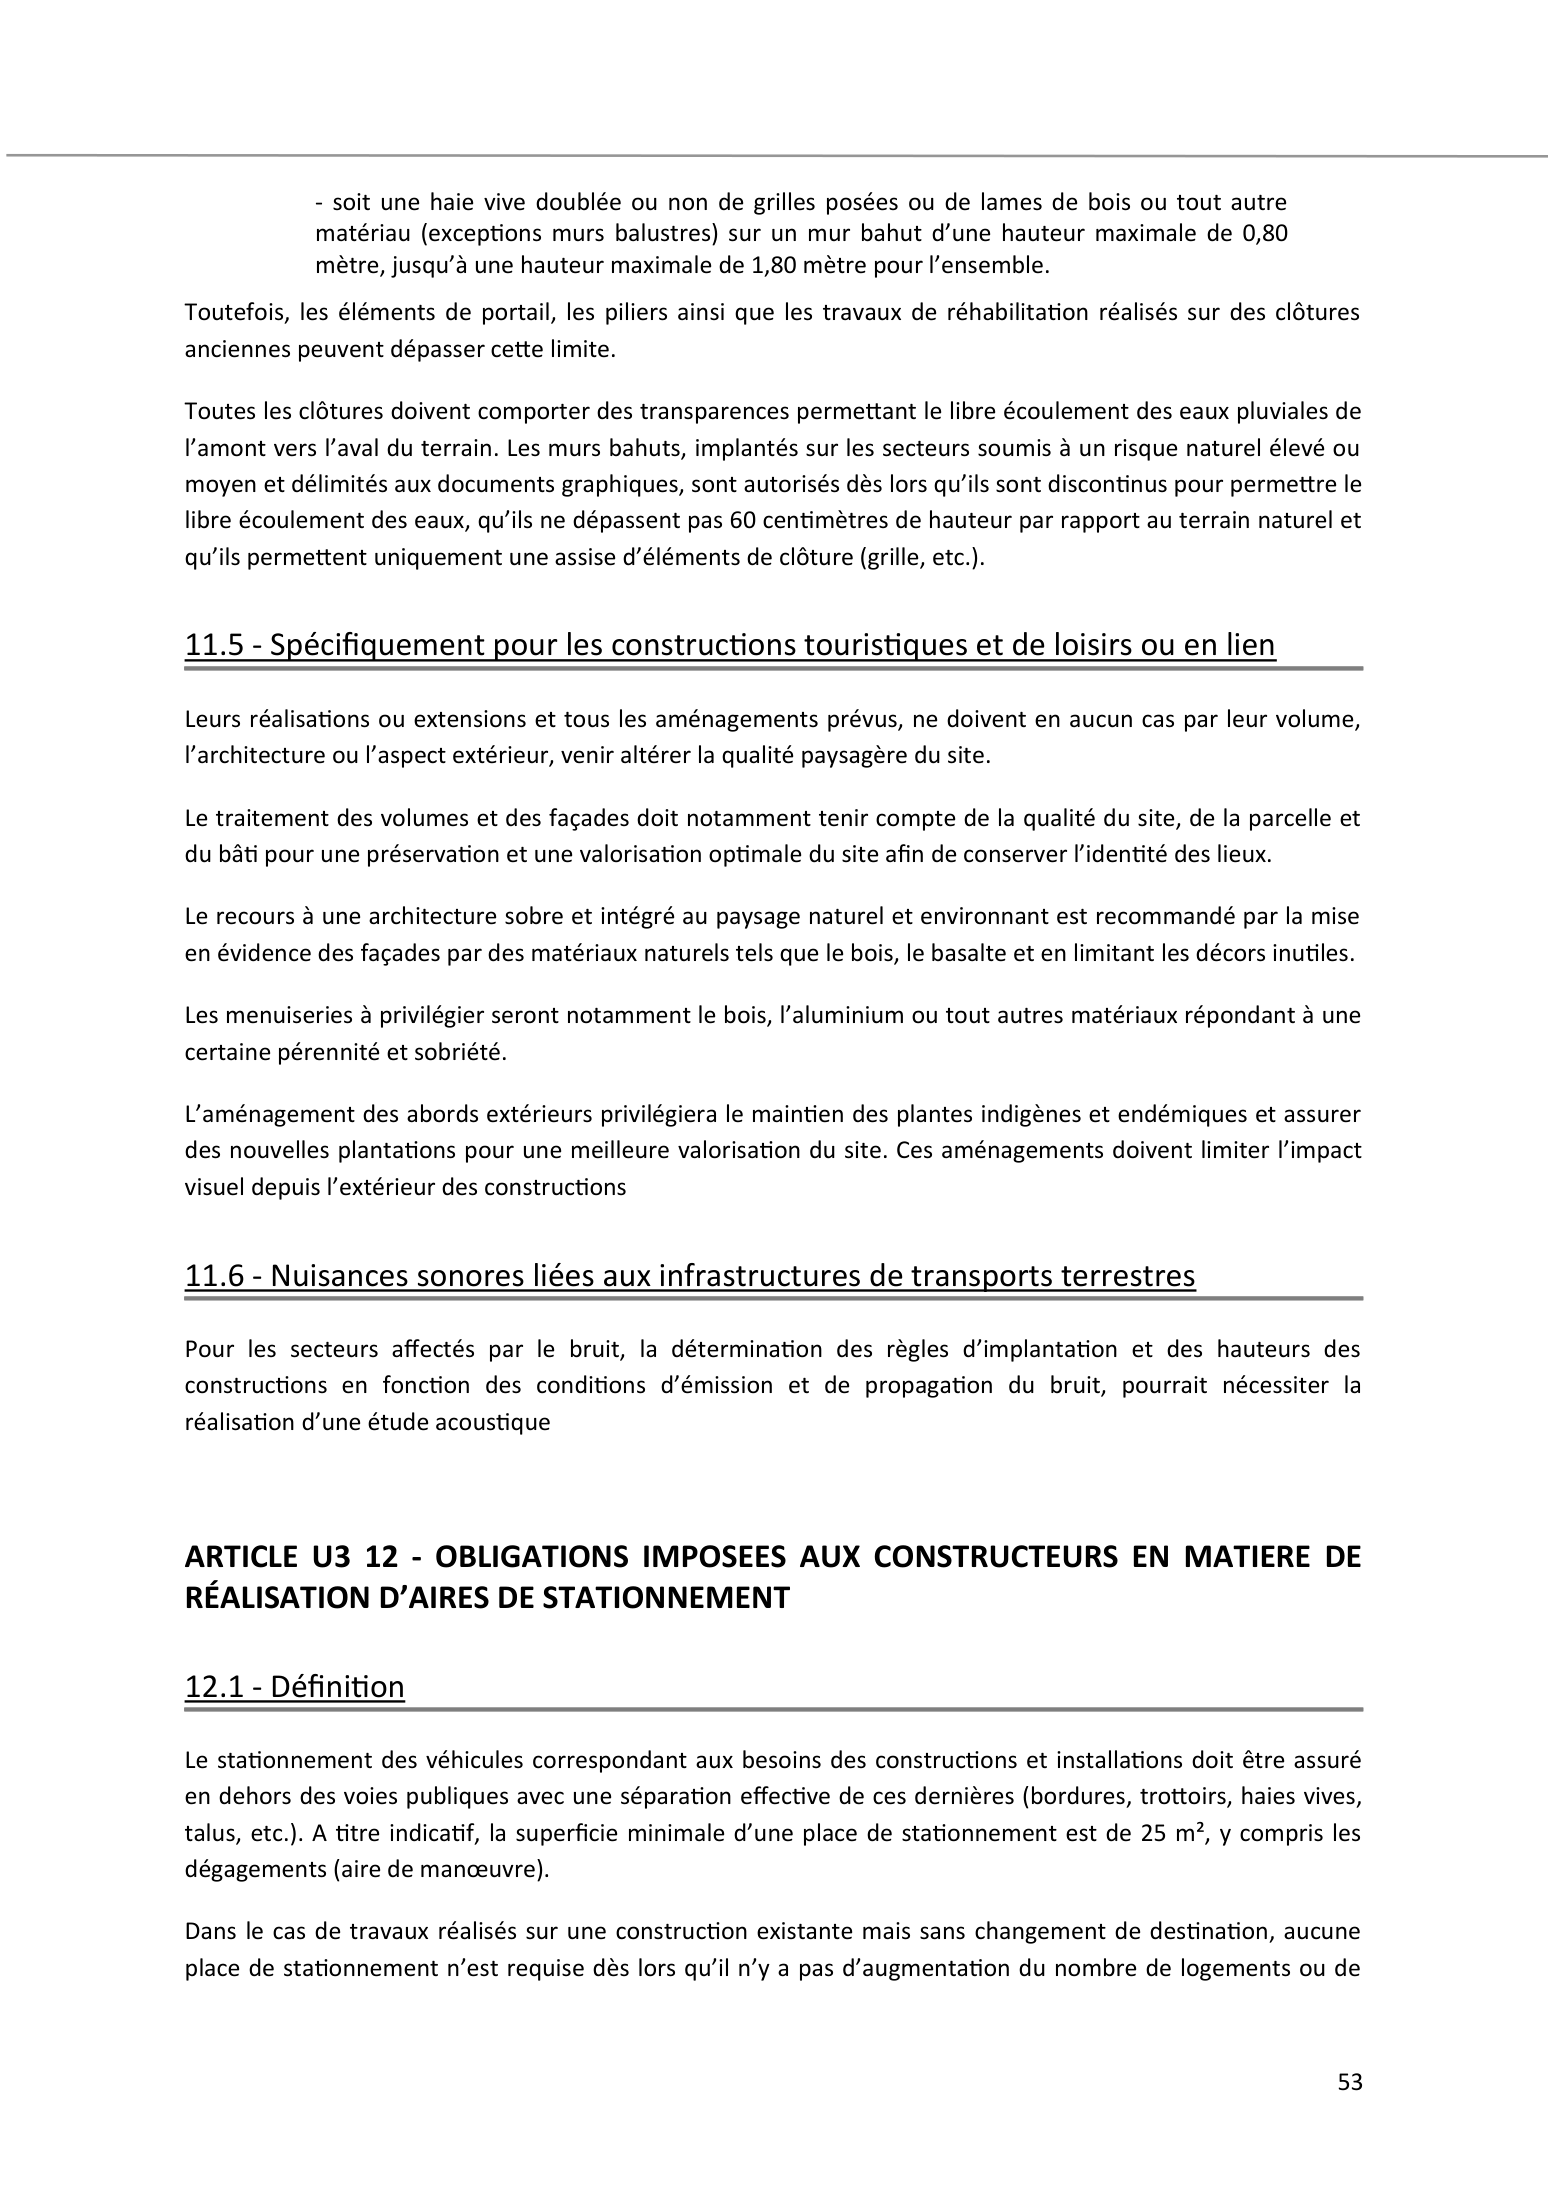 - soit une haie vive doublée ou non de grilles posées ou de lames de bois ou tout autre
matériau (exceptions murs balustres) sur un mur bahut d’une hauteur maximale de 0,80
mètre, jusqu’à une hauteur maximale de 1,80 mètre pour l’ensemble.
Toutefois, les éléments de portail, les piliers ainsi que les travaux de réhabilitation réalisés sur des clôtures
anciennes peuvent dépasser cette limite.
Toutes les clôtures doivent comporter des transparences permettant le libre écoulement des eaux pluviales de
l’amont vers l’aval du terrain. Les murs bahuts, implantés sur les secteurs soumis à un risque naturel élevé ou
moyen et délimités aux documents graphiques, sont autorisés dès lors qu’ils sont discontinus pour permettre le
libre écoulement des eaux, qu’ils ne dépassent pas 60 centimètres de hauteur par rapport au terrain naturel et
qu’ils permettent uniquement une assise d’éléments de clôture (grille, etc.).
11.5 - Spécifiquement pour les constructions touristiques et de loisirs ou en lien
Leurs réalisations ou extensions et tous les aménagements prévus, ne doivent en aucun cas par leur volume,
l’architecture ou l’aspect extérieur, venir altérer la qualité paysagère du site.
Le traitement des volumes et des façades doit notamment tenir compte de la qualité du site, de la parcelle et
du bâti pour une préservation et une valorisation optimale du site afin de conserver l’identité des lieux.
Le recours à une architecture sobre et intégré au paysage naturel et environnant est recommandé par la mise
en évidence des façades par des matériaux naturels tels que le bois, le basalte et en limitant les décors inutiles.
Les menuiseries à privilégier seront notamment le bois, l’aluminium ou tout autres matériaux répondant à une
certaine pérennité et sobriété.
L’aménagement des abords extérieurs privilégiera le maintien des plantes indigènes et endémiques et assurer
des nouvelles plantations pour une meilleure valorisation du site. Ces aménagements doivent limiter l’impact
visuel depuis l’extérieur des constructions
11.6 - Nuisances sonores liées aux infrastructures de transports terrestres
Pour les secteurs affectés par le bruit, la détermination des règles d’implantation et des hauteurs des
constructions en fonction des conditions d’émission et de propagation du bruit, pourrait nécessiter la
réalisation d’une étude acoustique
ARTICLE U3 12 - OBLIGATIONS IMPOSEES AUX CONSTRUCTEURS EN MATIERE DE
RÉALISATION D’AIRES DE STATIONNEMENT
12.1 - Définition
Le stationnement des véhicules correspondant aux besoins des constructions et installations doit être assuré
en dehors des voies publiques avec une séparation effective de ces dernières (bordures, trottoirs, haies vives,
talus, etc.). A titre indicatif, la superficie minimale d’une place de stationnement est de 25 m², y compris les
dégagements (aire de manœuvre).
Dans le cas de travaux réalisés sur une construction existante mais sans changement de destination, aucune
place de stationnement n’est requise dès lors qu’il n’y a pas d’augmentation du nombre de logements ou de
53